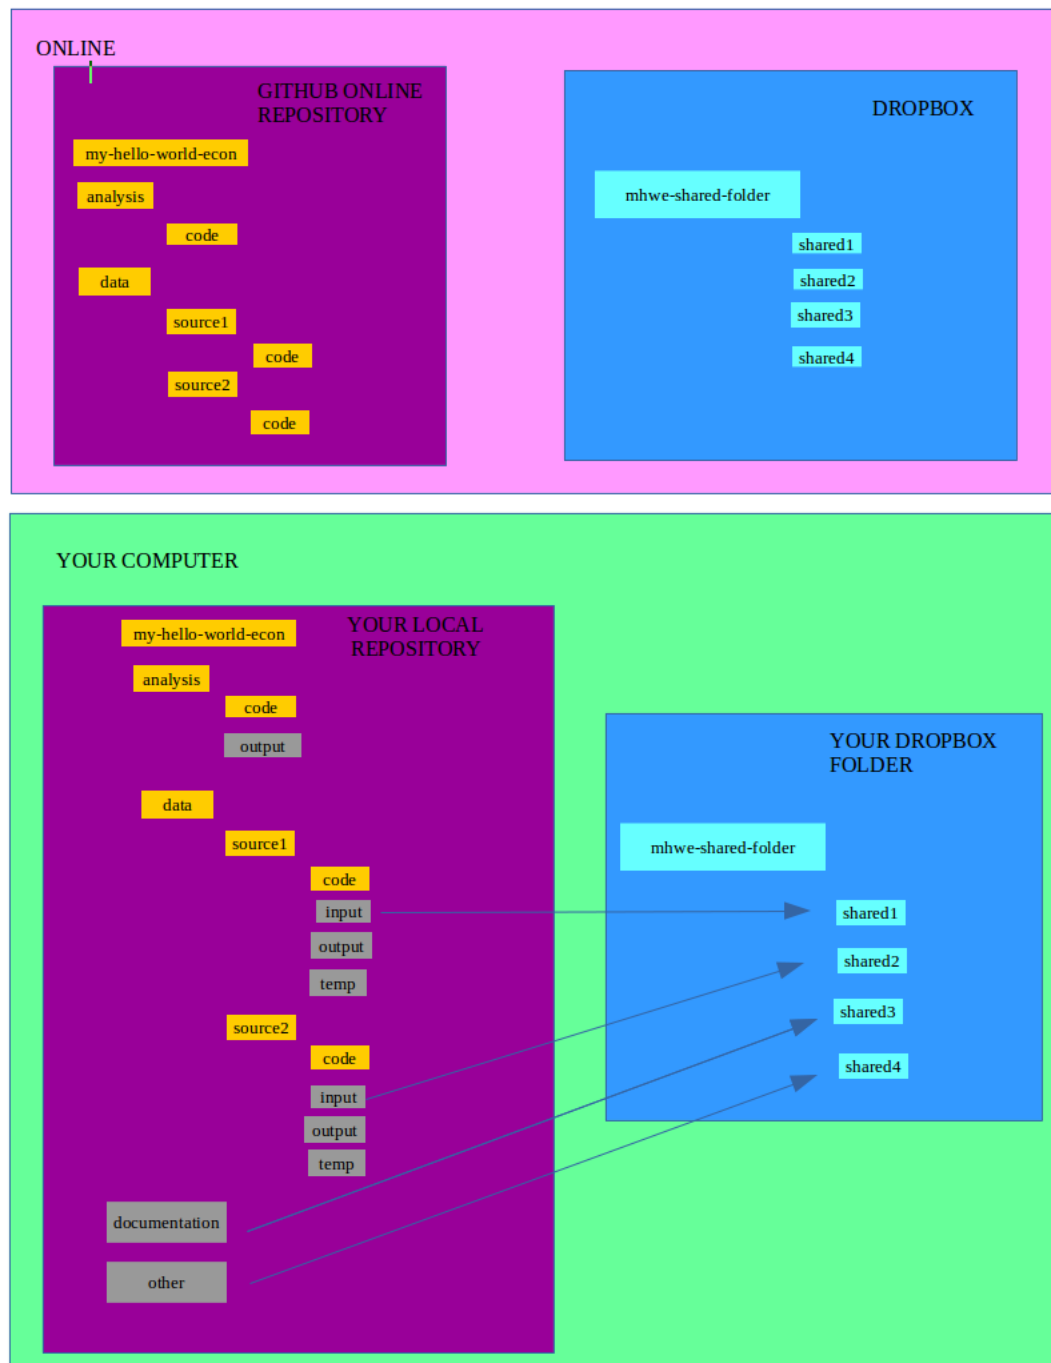 ONLINE
GITHUB ONLINE
REPOSITORY
my-hello-world-econ
analysis
code
data
source1
code
source2
code
DROPBOX
mhwe-shared-folder
shared1
shared2
shared3
shared4
YOUR COMPUTER
YOUR LOCAL
REPOSITORY
my-hello-world-econ
analysis
code
output
data
source1
code
input
output
temp
source2
code
input
output
temp
documentation
other
YOUR DROPBOX
FOLDER
mhwe-shared-folder
shared1
shared2
shared3
shared4